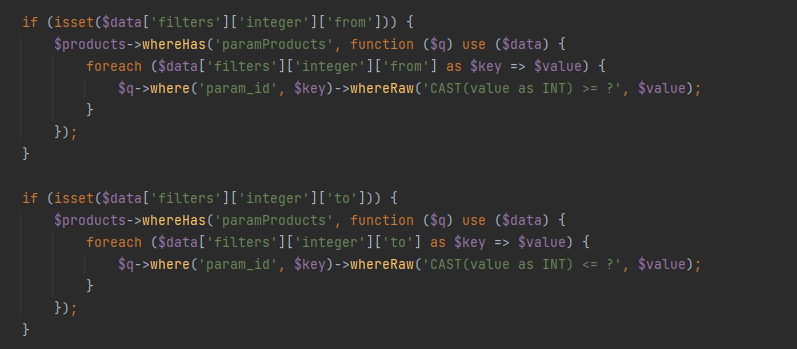 if (isset($data['filters']['integer']['from'])) {
    $products->whereHas('paramProducts', function ($q) use ($data) {
        foreach ($data['filters']['integer']['from'] as $key => $value) {
            $q->where('param_id', $key)->whereRaw('CAST(value as INT) >= ?', $value);
        }
    });
}

if (isset($data['filters']['integer']['to'])) {
    $products->whereHas('paramProducts', function ($q) use ($data) {
        foreach ($data['filters']['integer']['to'] as $key => $value) {
            $q->where('param_id', $key)->whereRaw('CAST(value as INT) <= ?', $value);
        }
    });
}